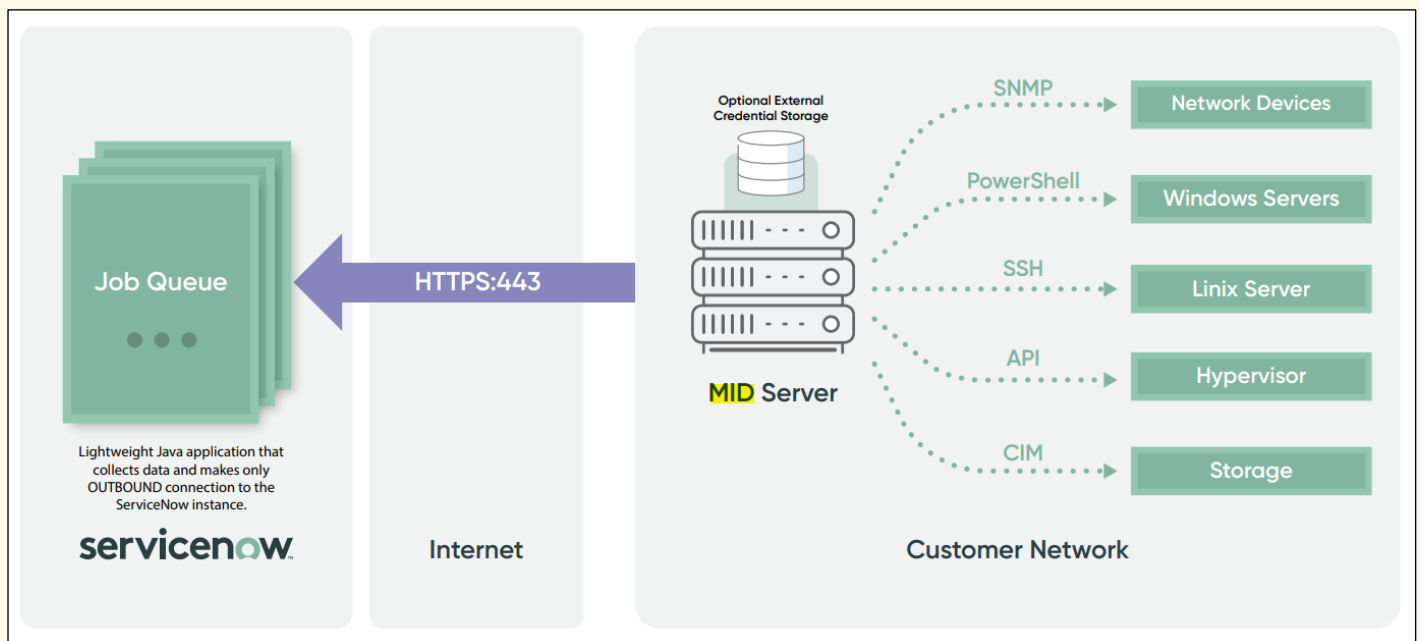 Job Queue
Lightweight Java application that
collects data and makes only
OUTBOUND connection to the
ServiceNow instance.
servicenow™
HTTPS:443
Internet
Optional External
Credential Storage
MID Server
SNMP
Network Devices
PowerShell
Windows Servers
SSH
Linix Server
API
Hypervisor
CIM
Storage
Customer Network